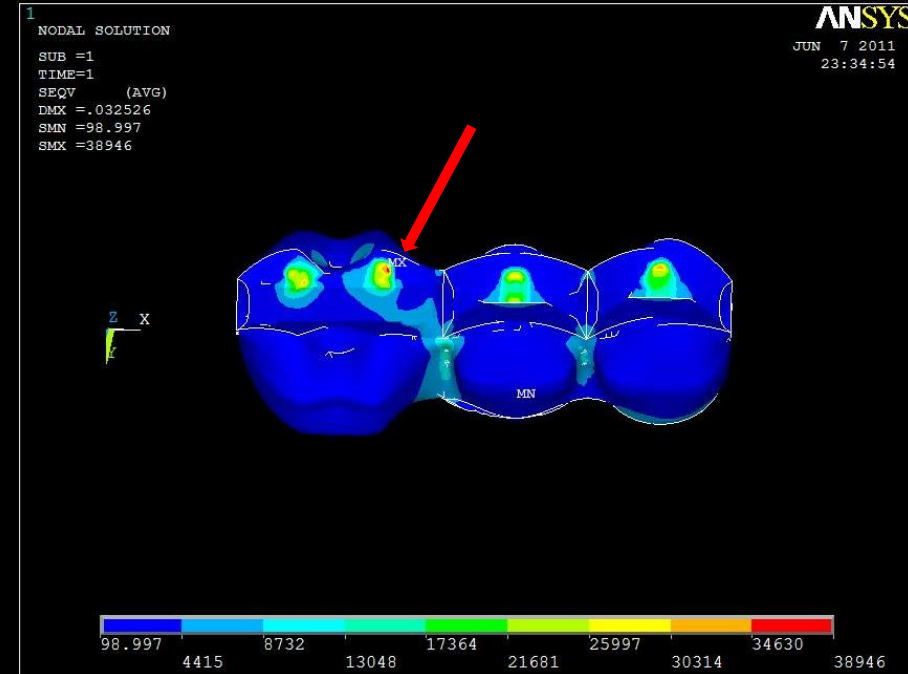 1
NODAL SOLUTION
SUB =1
TIME=1
SEQV (AVG)
DMX =.032526
SMN =98.997
SMX =38946
ANSYS
JUN 7 2011
23:34:54
MX
Z X
Y
MN
98.997 8732 17364 25997 34630
4415 13048 21681 30314 38946